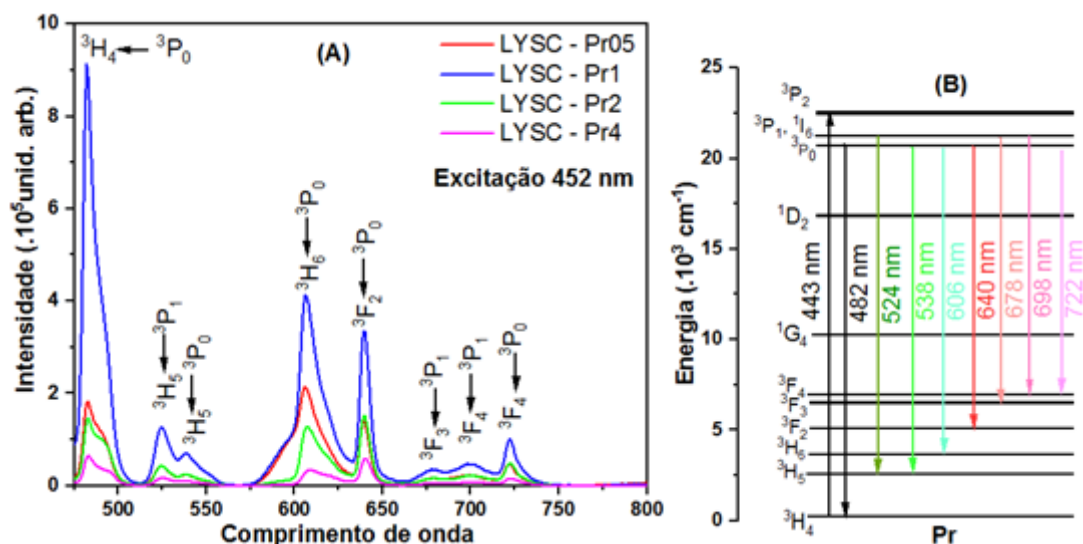 10
8
6
4
2
0
Intensidade (.10⁵unid. arb.)
³H₄ ← ³P₀
(A)
LYSC - Pr05
LYSC - Pr1
LYSC - Pr2
LYSC - Pr4
Excitação 452 nm
³P₁ → ³H₅
³P₀ → ³H₅
³P₀ → ³H₆
³P₀ → ³F₂
³P₁ → ³F₃
³P₁ → ³F₄
³P₀ → ³F₄
500 550 600 650 700 750 800
Comprimento de onda
(B)
25
20
15
10
5
0
Energia (.10³ cm⁻¹)
³P₂
³P₁, ¹I₆
³P₀
¹D₂
¹G₄
³F₄
³F₃
³F₂
³H₆
³H₅
³H₄
443 nm
482 nm
524 nm
538 nm
606 nm
640 nm
678 nm
698 nm
722 nm
Pr